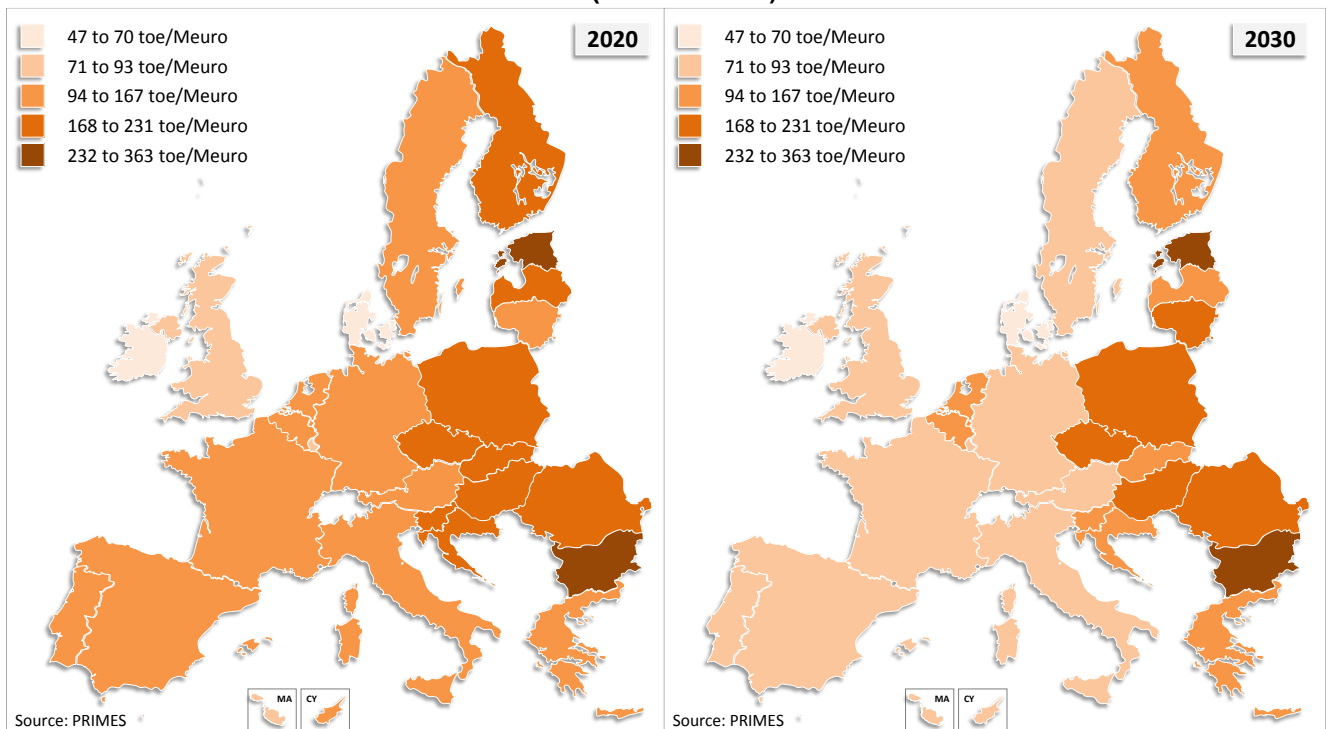 2020
47 to 70 toe/Meuro
71 to 93 toe/Meuro
94 to 167 toe/Meuro
168 to 231 toe/Meuro
232 to 363 toe/Meuro
MA
CY
Source: PRIMES
2030
47 to 70 toe/Meuro
71 to 93 toe/Meuro
94 to 167 toe/Meuro
168 to 231 toe/Meuro
232 to 363 toe/Meuro
MA
CY
Source: PRIMES